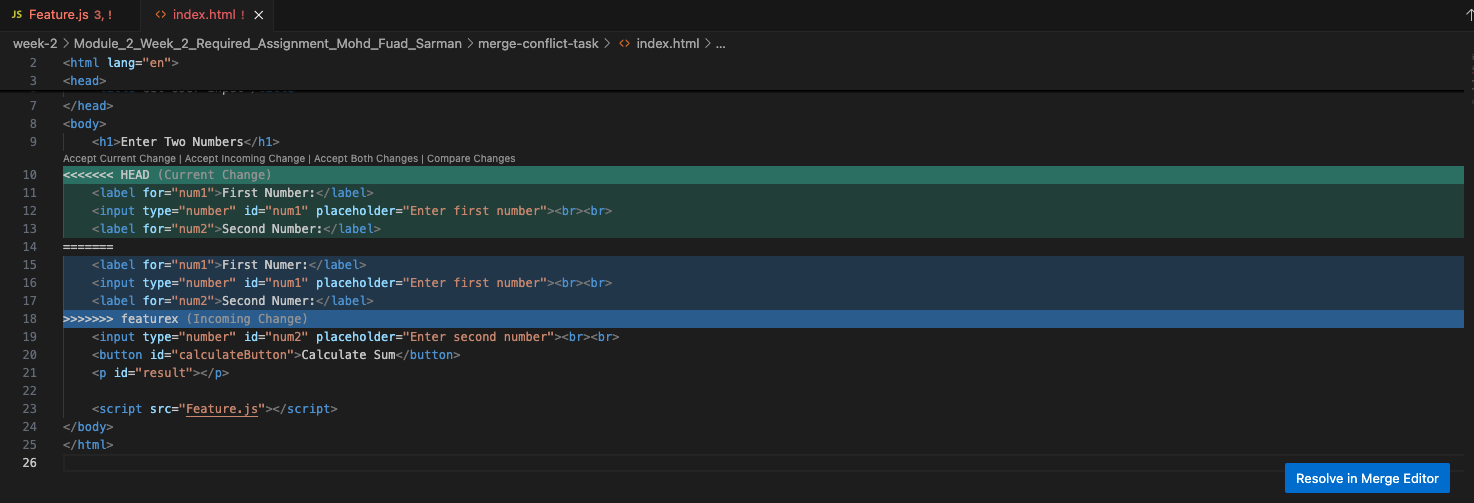 JS Feature.js 3, ! <> index.html ! ×
week-2 > Module_2_Week_2_Required_Assignment_Mohd_Fuad_Sarman > merge-conflict-task > <> index.html > ...
2 <html lang="en">
3 <head>
7 </head>
8 <body>
9 <h1>Enter Two Numbers</h1>
Accept Current Change | Accept Incoming Change | Accept Both Changes | Compare Changes
10 <<<<<<< HEAD (Current Change)
11 <label for="num1">First Number:</label>
12 <input type="number" id="num1" placeholder="Enter first number"><br><br>
13 <label for="num2">Second Number:</label>
14 =======
15 <label for="num1">First Numer:</label>
16 <input type="number" id="num1" placeholder="Enter first number"><br><br>
17 <label for="num2">Second Numer:</label>
18 >>>>>>> featurex (Incoming Change)
19 <input type="number" id="num2" placeholder="Enter second number"><br><br>
20 <button id="calculateButton">Calculate Sum</button>
21 <p id="result"></p>
22
23 <script src="Feature.js"></script>
24 </body>
25 </html>
26
Resolve in Merge Editor